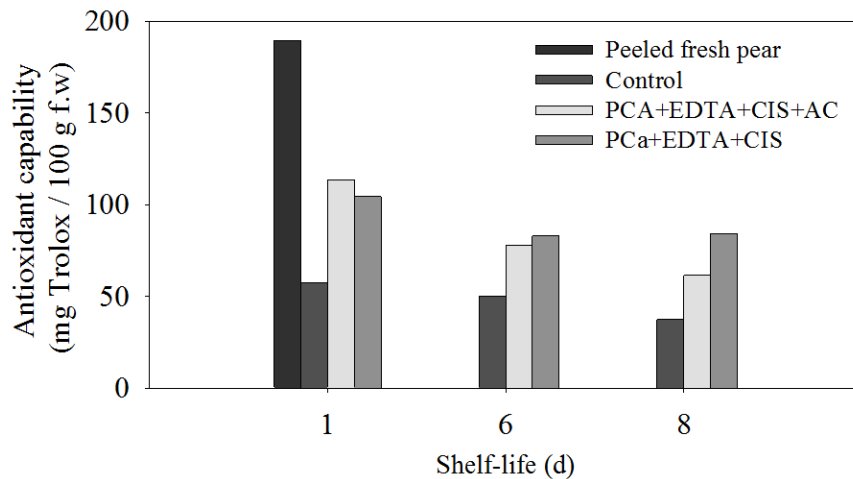 Antioxidant capability
(mg Trolox / 100 g f.w)
200
150
100
50
0
Peeled fresh pear
Control
PCA+EDTA+CIS+AC
PCa+EDTA+CIS
1
6
8
Shelf-life (d)